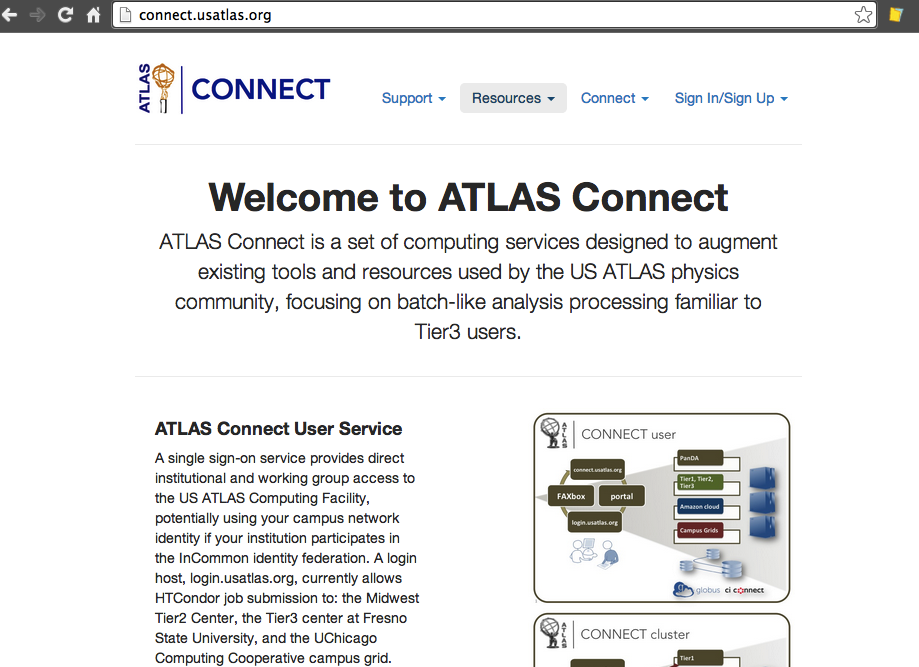 connect.usatlas.org
ATLAS
CONNECT
Support
Resources
Connect
Sign In/Sign Up
Welcome to ATLAS Connect
ATLAS Connect is a set of computing services designed to augment
existing tools and resources used by the US ATLAS physics
community, focusing on batch-like analysis processing familiar to
Tier3 users.
ATLAS Connect User Service
A single sign-on service provides direct
institutional and working group access to
the US ATLAS Computing Facility,
potentially using your campus network
identity if your institution participates in
the InCommon identity federation. A login
host, login.usatlas.org, currently allows
HTCondor job submission to: the Midwest
Tier2 Center, the Tier3 center at Fresno
State University, and the UChicago
Computing Cooperative campus grid.
ATLAS
CONNECT user
connect.usatlas.org
FAXbox
portal
login.usatlas.org
PanDA
Tier1, Tier2,
Tier3
Amazon cloud
Campus Grids
globus
ci connect
ATLAS
CONNECT cluster
Tier1